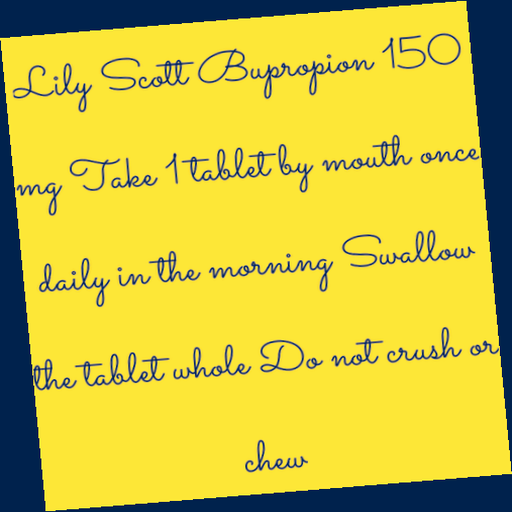 Lily Scott Bupropion 150
mg Take 1 tablet by mouth once
daily in the morning Swallow
the tablet whole Do not crush or
chew